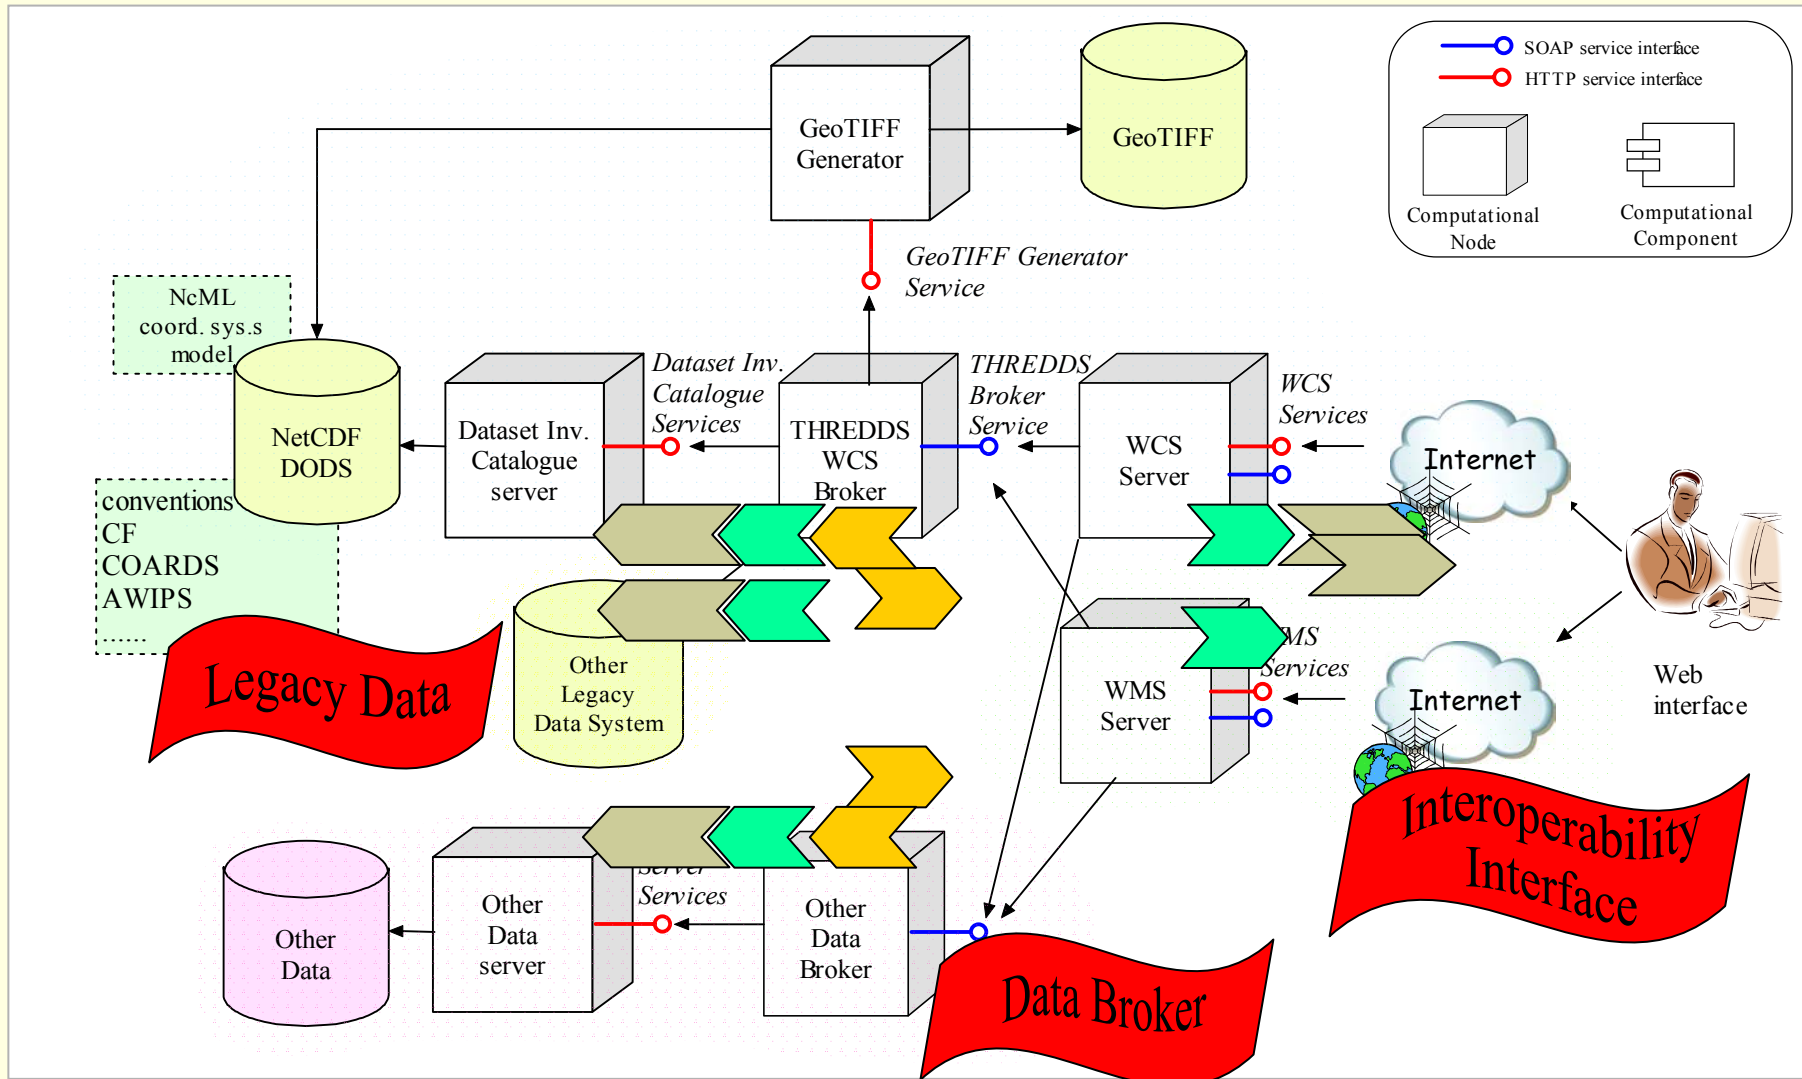 SOAP service interface
HTTP service interface
Computational
Node
Computational
Component
GeoTIFF
Generator
GeoTIFF
GeoTIFF Generator
Service
NcML
coord. sys.s
model
NetCDF
DODS
conventions
CF
COARDS
AWIPS
......
Dataset Inv.
Catalogue
server
Dataset Inv.
Catalogue
Services
THREDDS
WCS
Broker
THREDDS
Broker
Service
WCS
Server
WCS
Services
Internet
Legacy Data
Other
Legacy
Data System
WMS
Server
Services
Internet
Web
interface
Interoperability
Interface
Other
Data
Other
Data
server
Server
Services
Other
Data
Broker
Data Broker